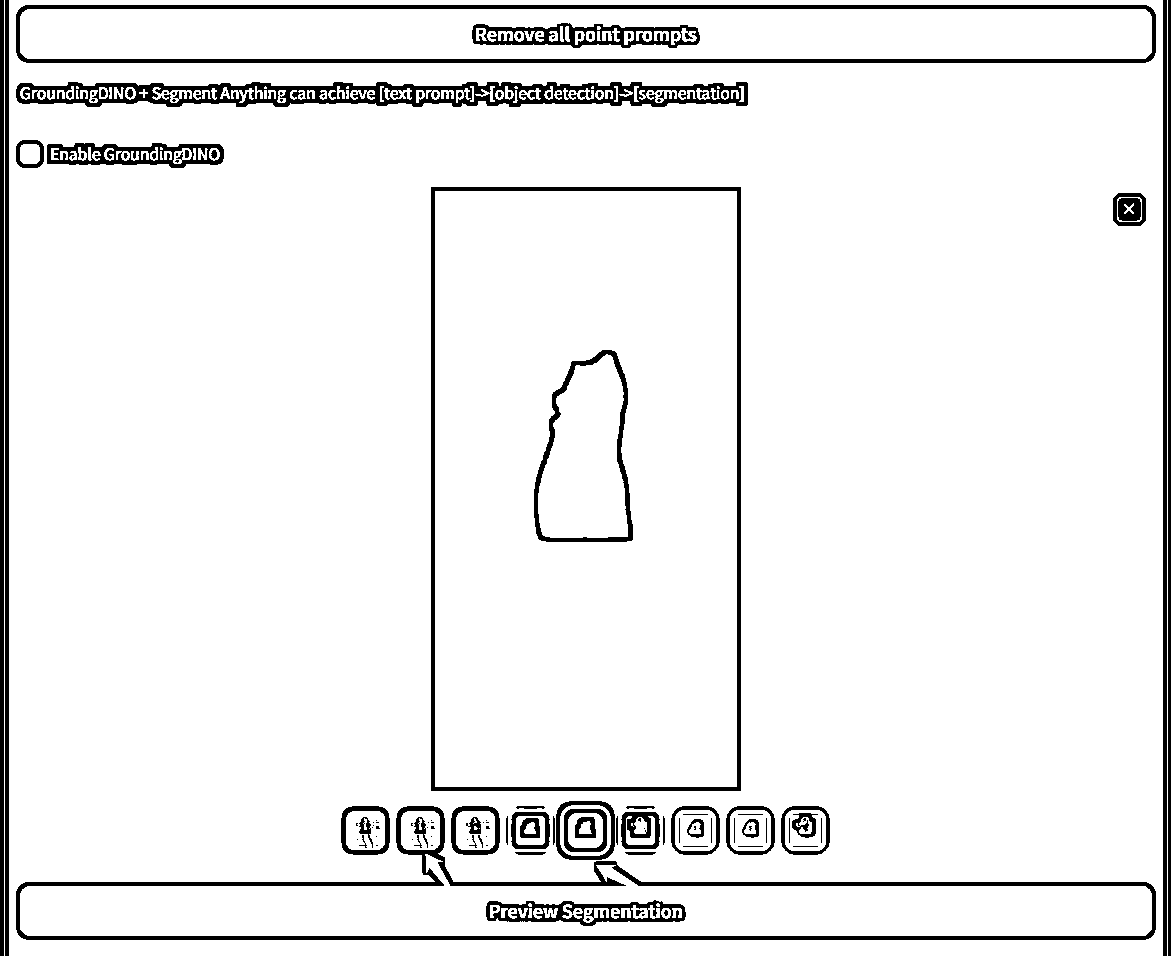 Remove all point prompts
GroundingDINO + Segment Anything can achieve [text prompt]->[object detection]->[segmentation]
Enable GroundingDINO
Preview Segmentation